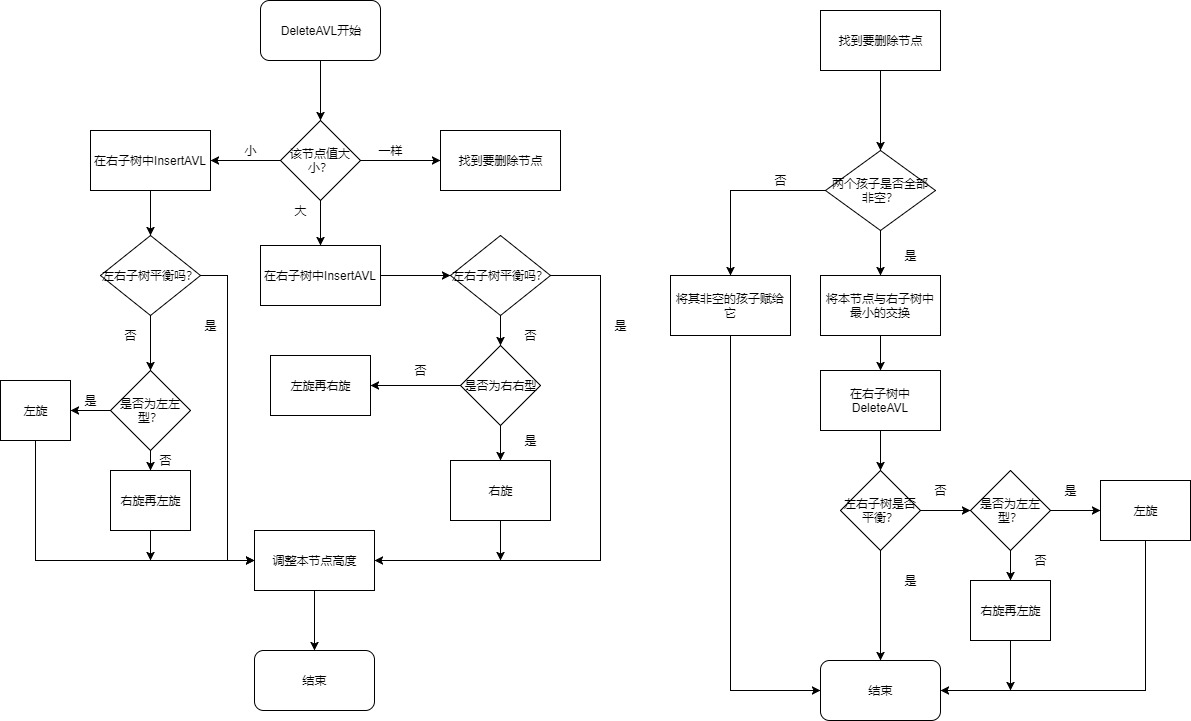 DeleteAVL开始
该节点值大
小?
小
一样
大
在右子树中InsertAVL
找到要删除节点
在右子树中InsertAVL
左右子树平衡吗?
左右子树平衡吗?
否
是
否
是
是否为左左
型?
是
否
左旋
右旋再左旋
是否为右右型
否
是
左旋再右旋
右旋
调整本节点高度
结束
找到要删除节点
两个孩子是否全部
非空?
否
是
将其非空的孩子赋给
它
将本节点与右子树中
最小的交换
在右子树中
DeleteAVL
左右子树是否
平衡?
否
是
是否为左左
型?
是
否
左旋
右旋再左旋
结束